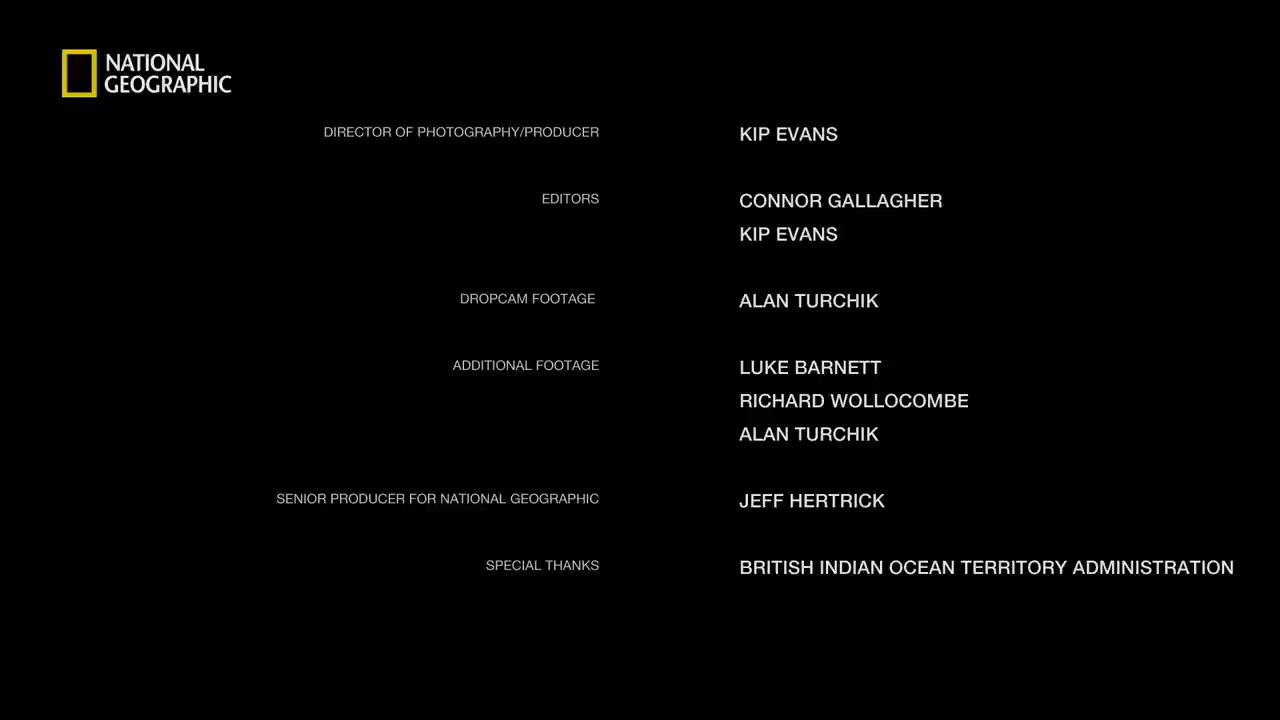 NATIONAL
GEOGRAPHIC
DIRECTOR OF PHOTOGRAPHY/PRODUCER KIP EVANS
EDITORS CONNOR GALLAGHER
KIP EVANS
DROPCAM FOOTAGE ALAN TURCHIK
ADDITIONAL FOOTAGE LUKE BARNETT
RICHARD WOLLOCOMBE
ALAN TURCHIK
SENIOR PRODUCER FOR NATIONAL GEOGRAPHIC JEFF HERTRICK
SPECIAL THANKS BRITISH INDIAN OCEAN TERRITORY ADMINISTRATION